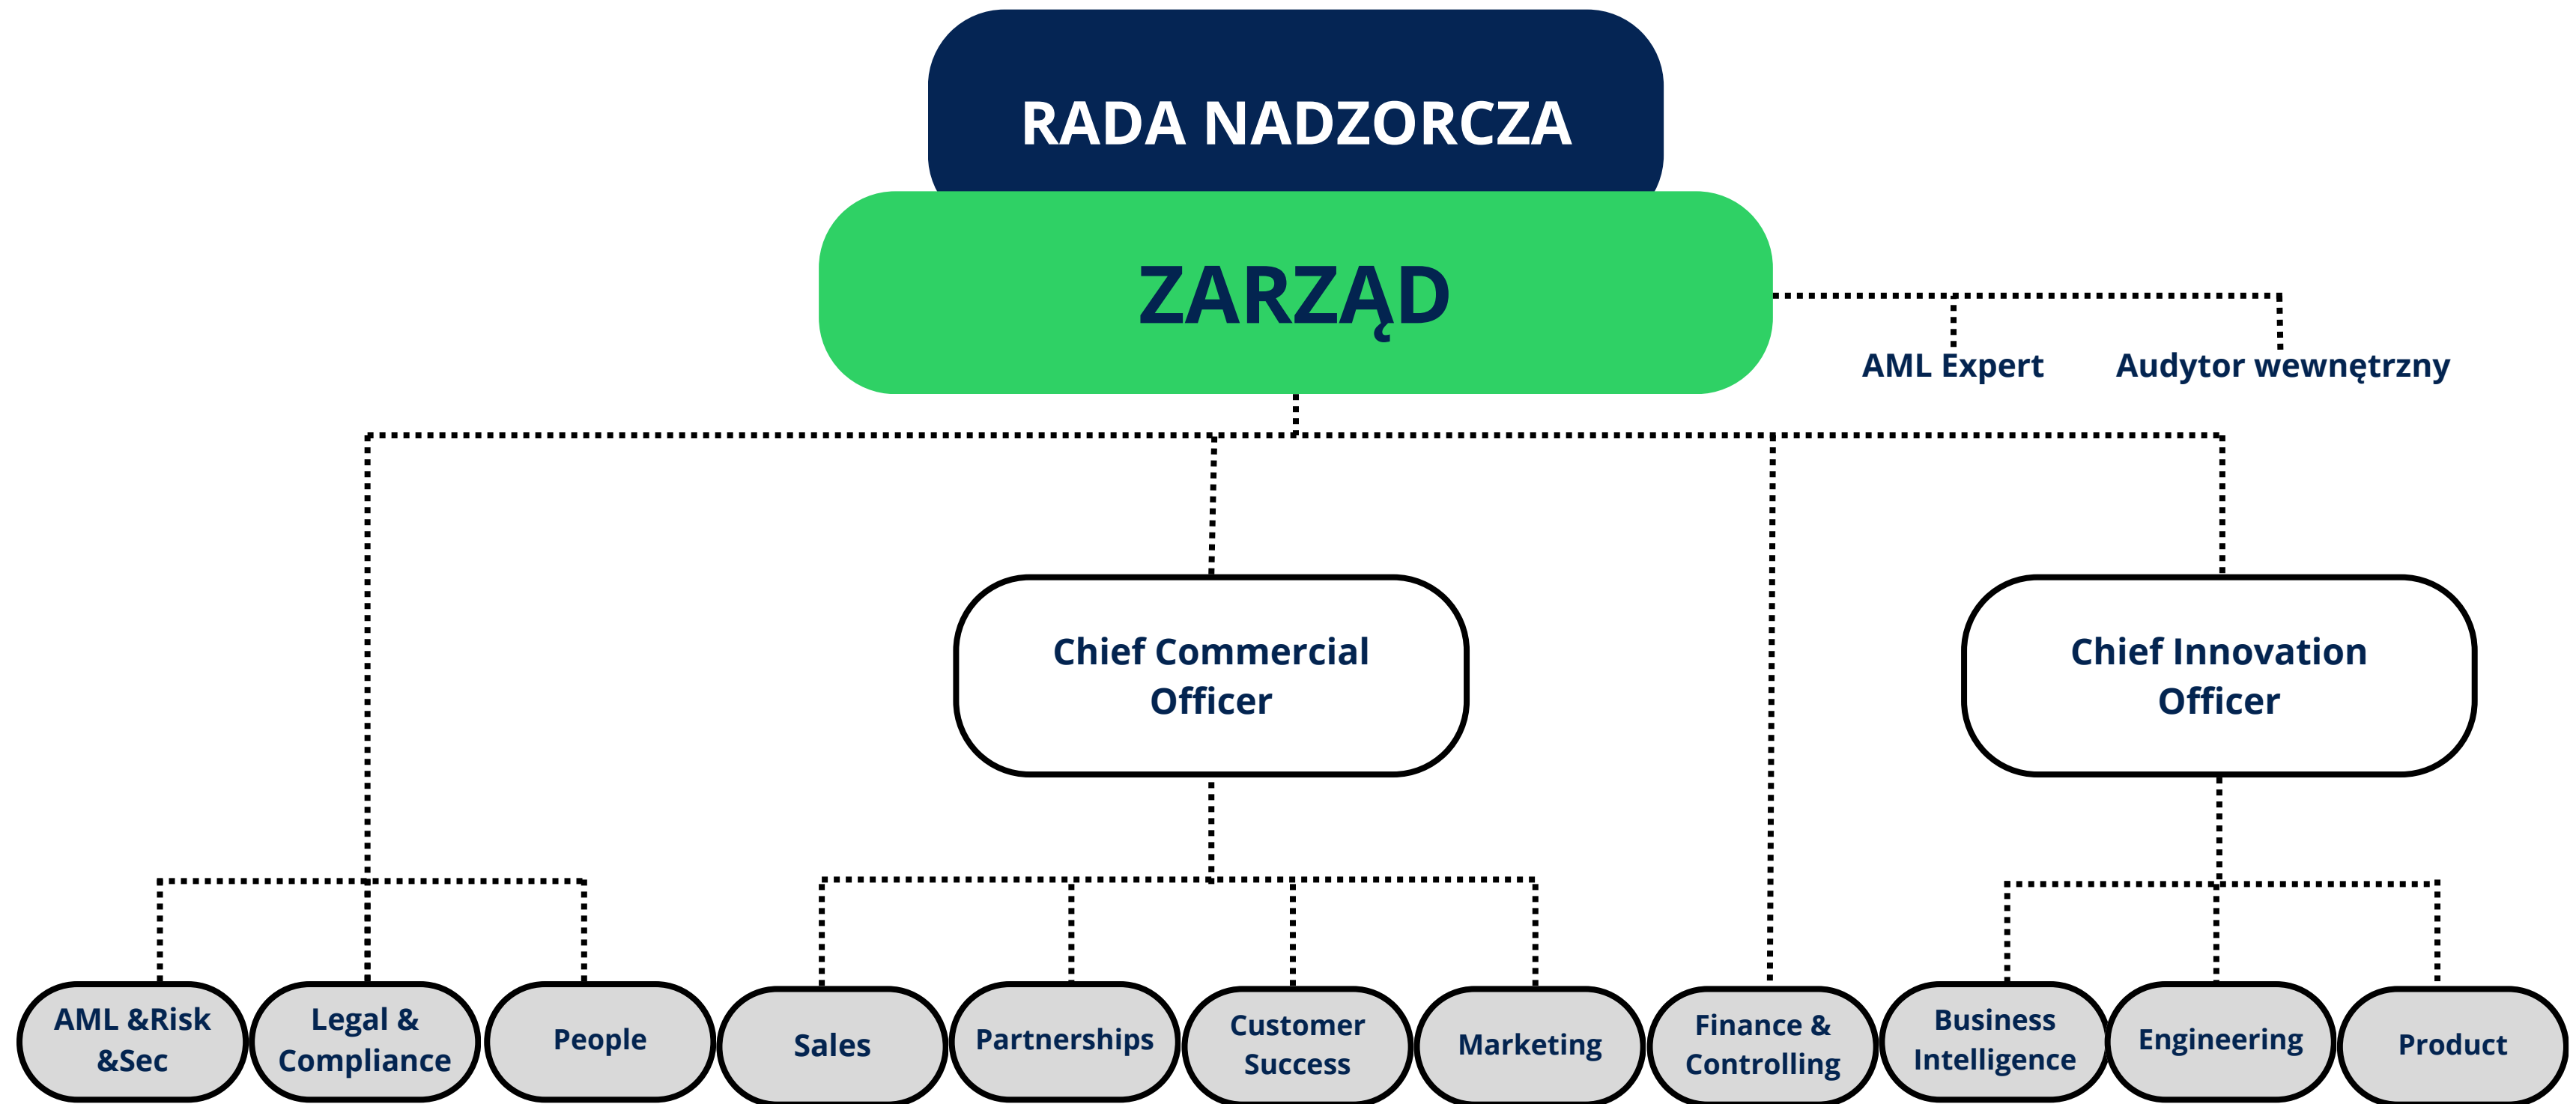 RADA NADZORCZA
ZARZĄD
AML Expert
Audytor wewnętrzny
Chief Commercial
Officer
Chief Innovation
Officer
AML &Risk
&Sec
Legal &
Compliance
People
Sales
Partnerships
Customer
Success
Marketing
Finance &
Controlling
Business
Intelligence
Engineering
Product